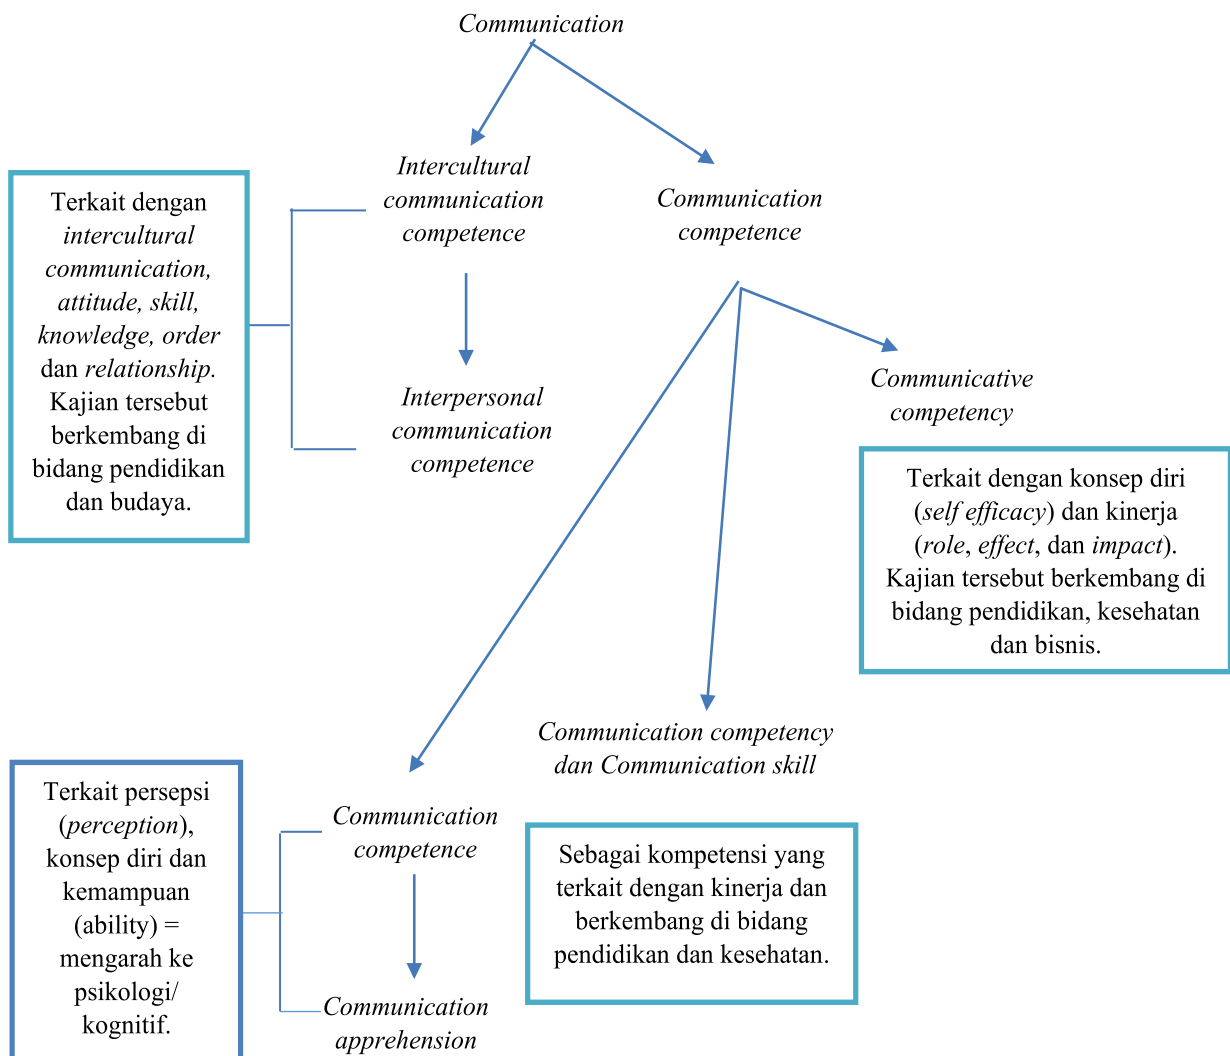 Communication
Intercultural
communication
competence
Communication
competence
Terkait dengan
intercultural
communication,
attitude, skill,
knowledge, order
dan relationship.
Kajian tersebut
berkembang di
bidang pendidikan
dan budaya.
Interpersonal
communication
competence
Communicative
competency
Terkait dengan konsep diri
(self efficacy) dan kinerja
(role, effect, dan impact).
Kajian tersebut berkembang di
bidang pendidikan, kesehatan
dan bisnis.
Communication competency
dan Communication skill
Sebagai kompetensi yang
terkait dengan kinerja dan
berkembang di bidang
pendidikan dan kesehatan.
Terkait persepsi
(perception),
konsep diri dan
kemampuan
(ability) =
mengarah ke
psikologi/
kognitif.
Communication
competence
Communication
apprehension